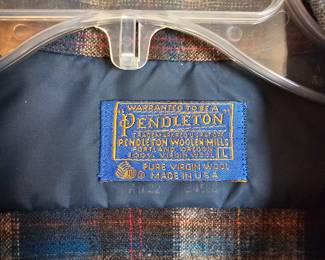 WARRANTED TO BE A
"PENDLETON"
PENDLETON WOOLEN MILLS
PORTLAND, OREGON
100% VIRGIN WOOL L
PURE VIRGIN WOOL
MADE IN U.S.A.